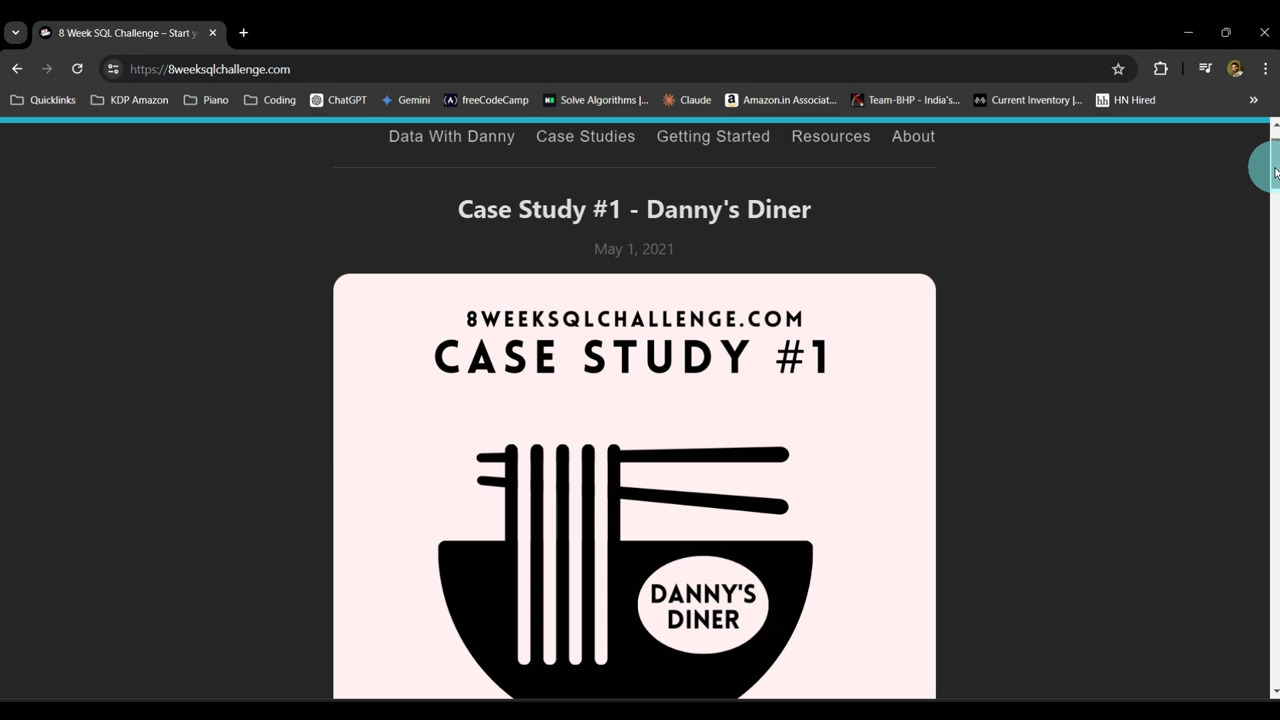 8 Week SQL Challenge – Start y
https://8weeksqlchallenge.com
Quicklinks KDP Amazon Piano Coding ChatGPT Gemini freeCodeCamp Solve Algorithms |... Claude Amazon.in Associat... Team-BHP - India's... Current Inventory |... HN Hired
Data With Danny Case Studies Getting Started Resources About
Case Study #1 - Danny's Diner
May 1, 2021
8WEEKSQLCHALLENGE.COM
CASE STUDY #1
DANNY'S
DINER